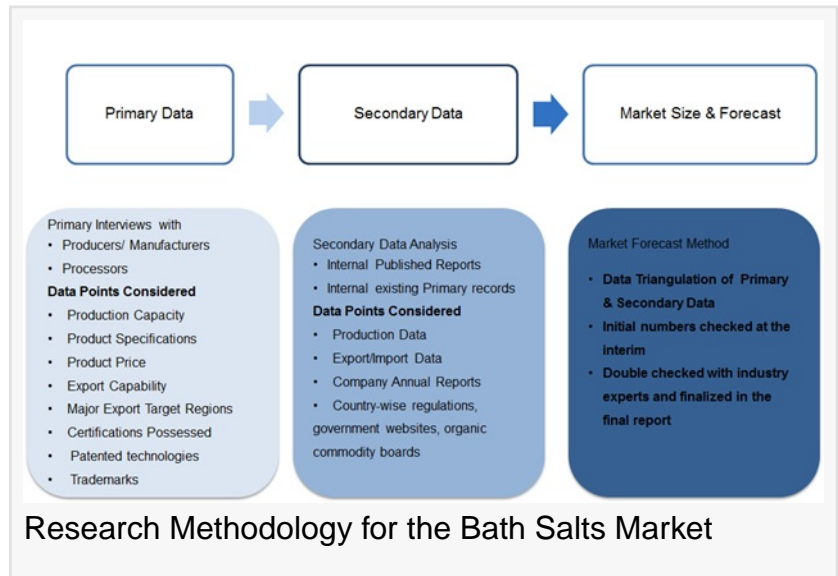 Primary Data
Secondary Data
Market Size & Forecast
Primary Interviews with
• Producers/ Manufacturers
• Processors
Data Points Considered
• Production Capacity
• Product Specifications
• Product Price
• Export Capability
• Major Export Target Regions
• Certifications Possessed
• Patented technologies
• Trademarks
Secondary Data Analysis
• Internal Published Reports
• Internal existing Primary records
Data Points Considered
• Production Data
• Export/Import Data
• Company Annual Reports
• Country-wise regulations,
government websites, organic
commodity boards
Market Forecast Method
• Data Triangulation of Primary
& Secondary Data
• Initial numbers checked at the
interim
• Double checked with industry
experts and finalized in the
final report
Research Methodology for the Bath Salts Market